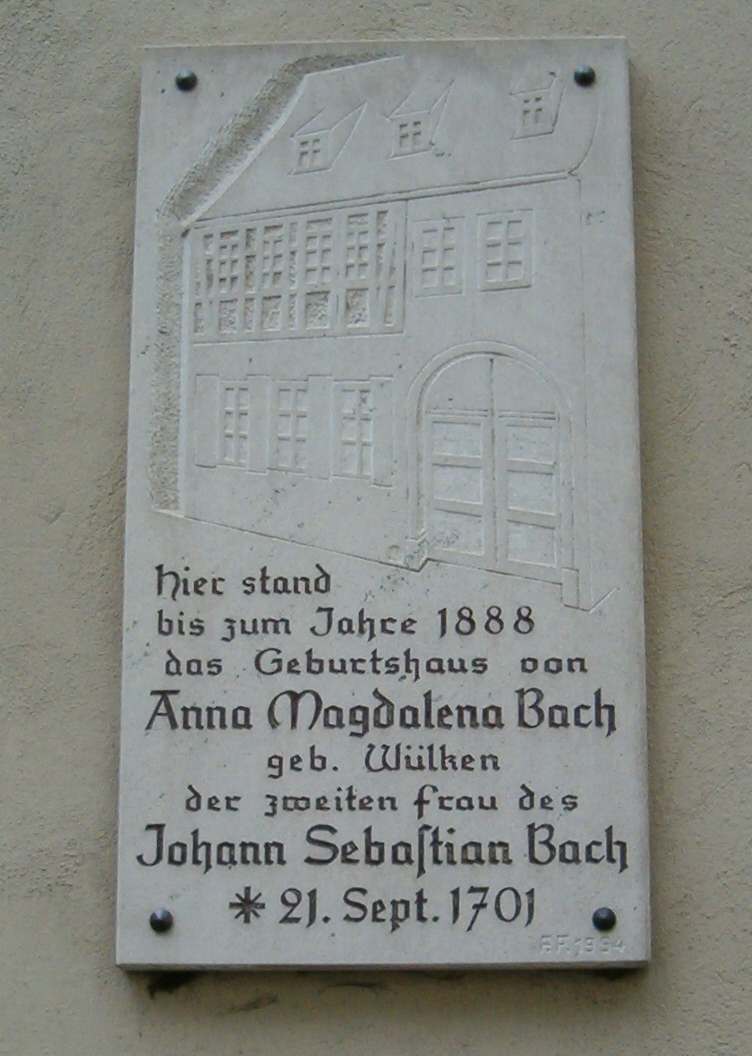 hier stand
bis zum Jahre 1888
das Geburtshaus von
Anna Magdalena Bach
geb. Wülken
der zweiten Frau des
Johann Sebaſtian Bach
* 21. Sept. 1701
F.F. 1994